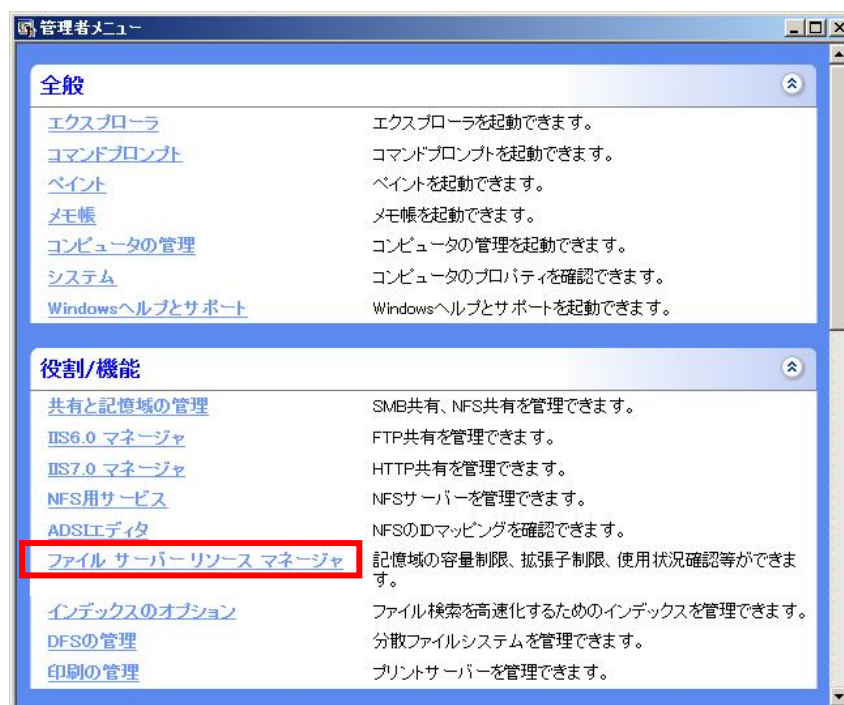 管理者メニュー
全般
エクスプローラ エクスプローラを起動できます。
コマンドプロンプト コマンドプロンプトを起動できます。
ペイント ペイントを起動できます。
メモ帳 メモ帳を起動できます。
コンピュータの管理 コンピュータの管理を起動できます。
システム コンピュータのプロパティを確認できます。
Windowsヘルプとサポート Windowsヘルプとサポートを起動できます。
役割/機能
共有と記憶域の管理 SMB共有、NFS共有を管理できます。
IIS6.0 マネージャ FTP共有を管理できます。
IIS7.0 マネージャ HTTP共有を管理できます。
NFS用サービス NFSサーバーを管理できます。
ADSIエディタ NFSのIDマッピングを確認できます。
ファイル サーバー リソース マネージャ 記憶域の容量制限、拡張子制限、使用状況確認等ができま
す。
インデックスのオプション ファイル検索を高速化するためのインデックスを管理できます。
DFSの管理 分散ファイルシステムを管理できます。
印刷の管理 プリントサーバーを管理できます。